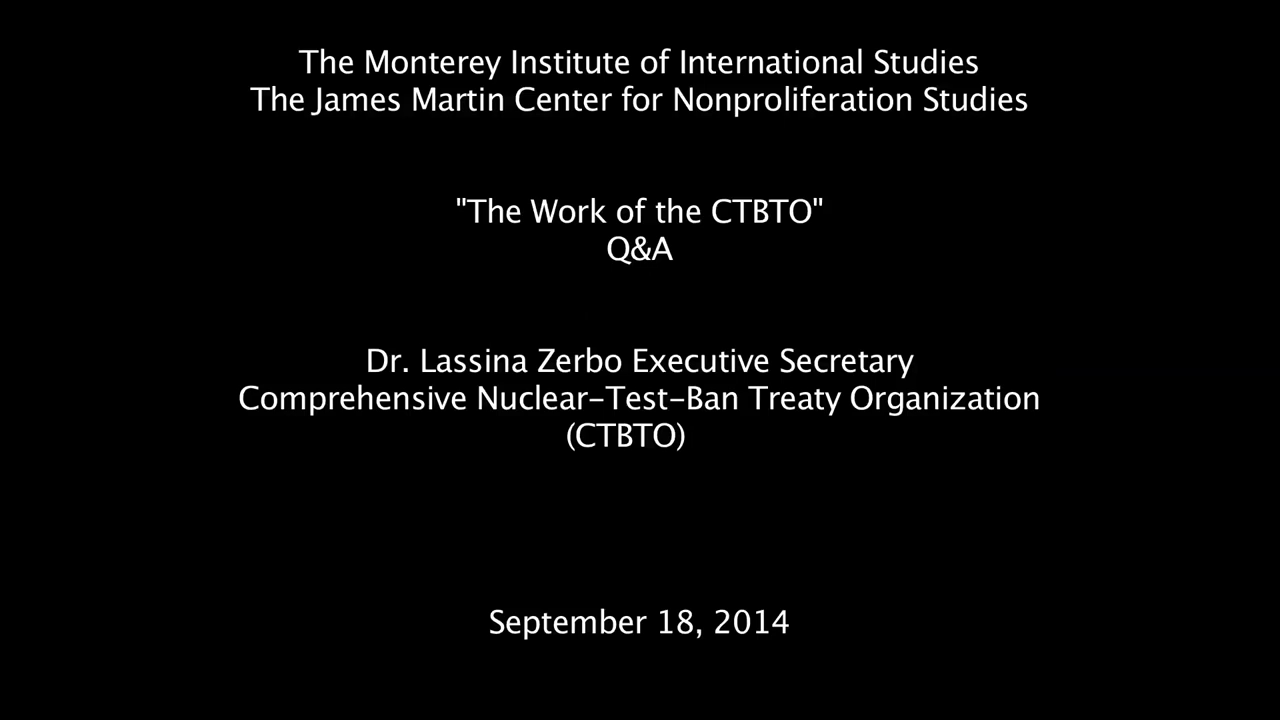 The Monterey Institute of International Studies
The James Martin Center for Nonproliferation Studies
"The Work of the CTBTO"
Q&A
Dr. Lassina Zerbo Executive Secretary
Comprehensive Nuclear-Test-Ban Treaty Organization
(CTBTO)
September 18, 2014